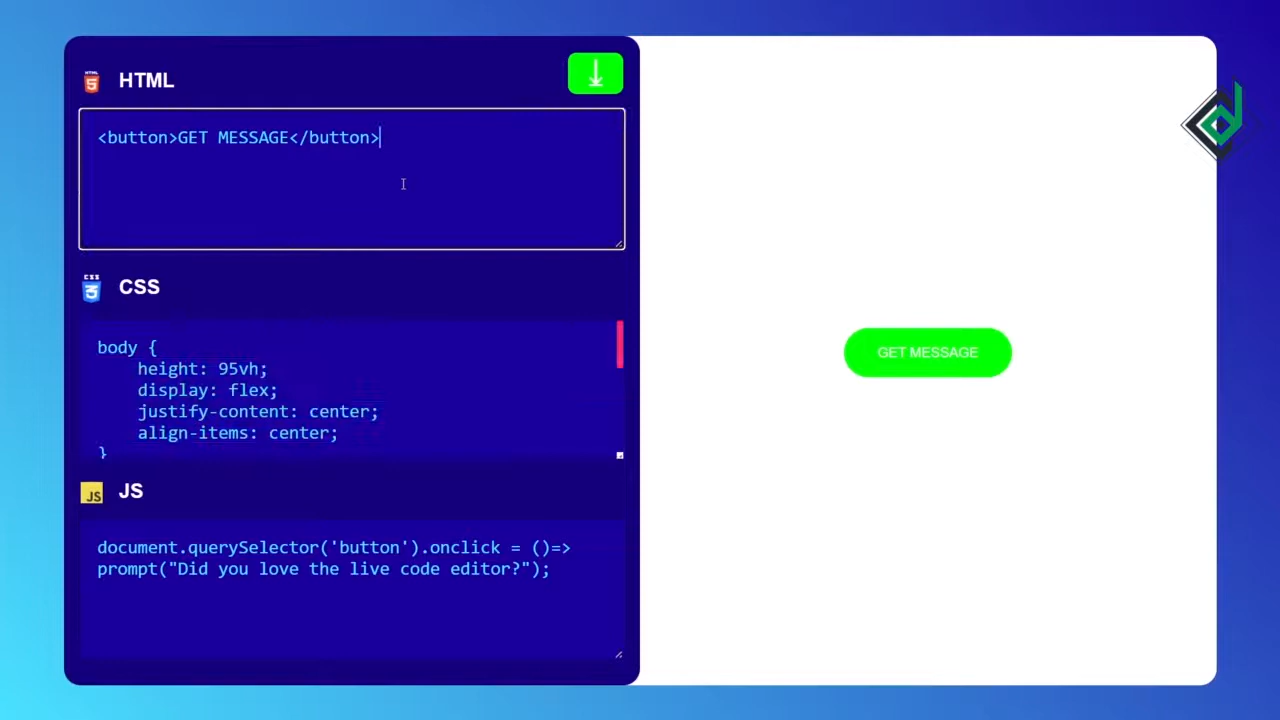 HTML
<button>GET MESSAGE</button>
CSS
body {
    height: 95vh;
    display: flex;
    justify-content: center;
    align-items: center;
}
JS
document.querySelector('button').onclick = ()=>
prompt("Did you love the live code editor?");
GET MESSAGE